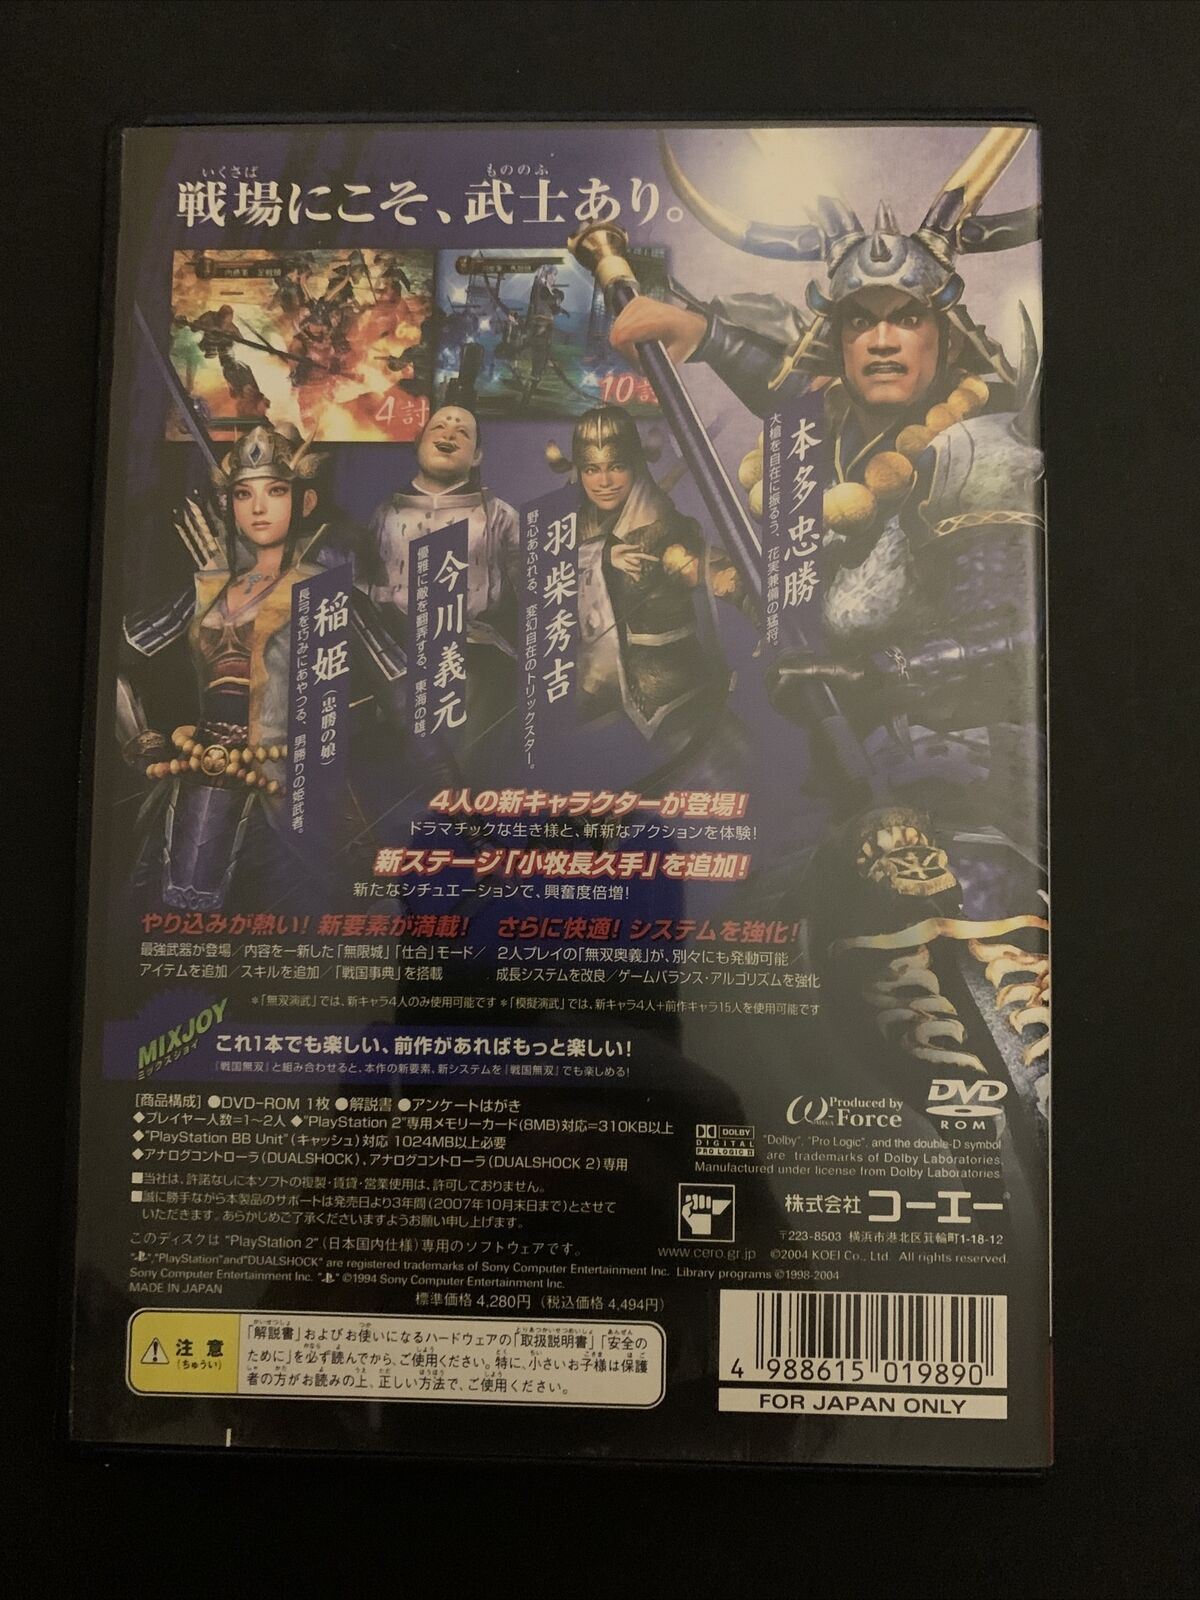 戦場にこそ、武士あり。
いくさば
もののふ
4討
10討
本多忠勝
大槍を自在に振るう、花実兼備の猛将。
羽柴秀吉
野心あふれる、変幻自在のトリックスター。
今川義元
優雅に敵を翻弄する、東海の雄。
稲姫(忠勝の娘)
長弓を巧みにあやつる、男勝りの姫武者。
4人の新キャラクターが登場!
ドラマチックな生き様と、斬新なアクションを体験!
新ステージ「小牧長久手」を追加!
新たなシチュエーションで、興奮度倍増!
やり込みが熱い! 新要素が満載!
最強武器が登場/内容を一新した「無限城」「仕合」モード/
アイテムを追加/スキルを追加/「戦国事典」を搭載
さらに快適! システムを強化!
2人プレイの「無双奥義」が、別々にも発動可能/
成長システムを改良/ゲームバランス・アルゴリズムを強化
*「無双演武」では、新キャラ4人のみ使用可能です *「模擬演武」では、新キャラ4人+前作キャラ15人を使用可能です
MIXJOY
ミックスジョイ
これ1本でも楽しい、前作があればもっと楽しい!
『戦国無双』と組み合わせると、本作の新要素、新システムを『戦国無双』でも楽しめる!
[商品構成] ●DVD-ROM 1枚 ●解説書 ●アンケートはがき
◆プレイヤー人数=1~2人 ◆"PlayStation 2"専用メモリーカード(8MB)対応=310KB以上
◆"PlayStation BB Unit"(キャッシュ)対応 1024MB以上必要
◆アナログコントローラ(DUALSHOCK)、アナログコントローラ(DUALSHOCK 2)専用
■当社は、許諾なしに本ソフトの複製・賃貸・営業使用は、許可しておりません。
■誠に勝手ながら本製品のサポートは発売日より3年間(2007年10月末日まで)とさせて
いただきます。あらかじめご了承くださいますようお願い申し上げます。
このディスクは "PlayStation 2"(日本国内仕様)専用のソフトウェアです。
"PlayStation"and"DUALSHOCK" are registered trademarks of Sony Computer Entertainment Inc. Library programs ©1998-2004
Sony Computer Entertainment Inc. ©1994 Sony Computer Entertainment Inc.
MADE IN JAPAN
標準価格 4,280円 (税込価格 4,494円)
Produced by
ω-Force
OMEGA
DVD
ROM
DOLBY
DIGITAL
PRO LOGIC II
"Dolby", "Pro Logic", and the double-D symbol
are trademarks of Dolby Laboratories.
Manufactured under license from Dolby Laboratories.
www.cero.gr.jp
株式会社 コーエー
〒223-8503 横浜市港北区箕輪町1-18-12
©2004 KOEI Co., Ltd. All rights reserved.
注意
(ちゅうい)
「解説書」およびお使いになるハードウェアの「取扱説明書」「安全の
ために」を必ず読んでから、ご使用ください。特に、小さいお子様は保護
者の方がお読みの上、正しい方法で、ご使用ください。
4 988615 019890
FOR JAPAN ONLY